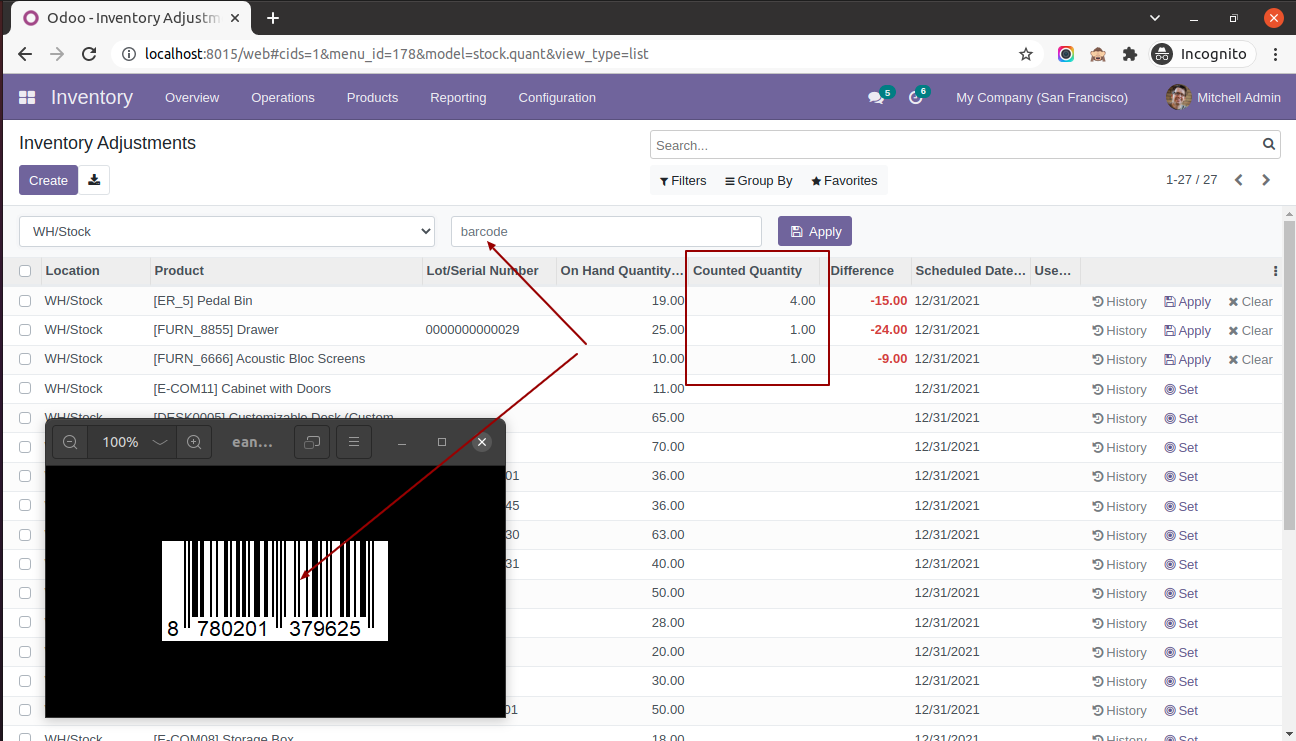 Odoo - Inventory Adjustm
localhost:8015/web#cids=1&menu_id=178&model=stock.quant&view_type=list
Incognito
Inventory Overview Operations Products Reporting Configuration 5 6 My Company (San Francisco) Mitchell Admin
Inventory Adjustments
Search...
Create
Filters Group By Favorites 1-27 / 27
WH/Stock barcode Apply
Location Product Lot/Serial Number On Hand Quantity... Counted Quantity Difference Scheduled Date... Use...
WH/Stock [ER_5] Pedal Bin 19.00 4.00 -15.00 12/31/2021 History Apply Clear
WH/Stock [FURN_8855] Drawer 0000000000029 25.00 1.00 -24.00 12/31/2021 History Apply Clear
WH/Stock [FURN_6666] Acoustic Bloc Screens 10.00 1.00 -9.00 12/31/2021 History Apply Clear
WH/Stock [E-COM11] Cabinet with Doors 11.00 12/31/2021 History Set
WH/Stock [DESK0005] Customizable Desk (Custom 65.00 12/31/2021 History Set
100% ean...
70.00 12/31/2021 History Set
01 36.00 12/31/2021 History Set
45 36.00 12/31/2021 History Set
30 63.00 12/31/2021 History Set
31 40.00 12/31/2021 History Set
50.00 12/31/2021 History Set
8 780201 379625
28.00 12/31/2021 History Set
20.00 12/31/2021 History Set
30.00 12/31/2021 History Set
01 50.00 12/31/2021 History Set
WH/Stock [E-COM08] Storage Box 18.00 12/31/2021 History Set